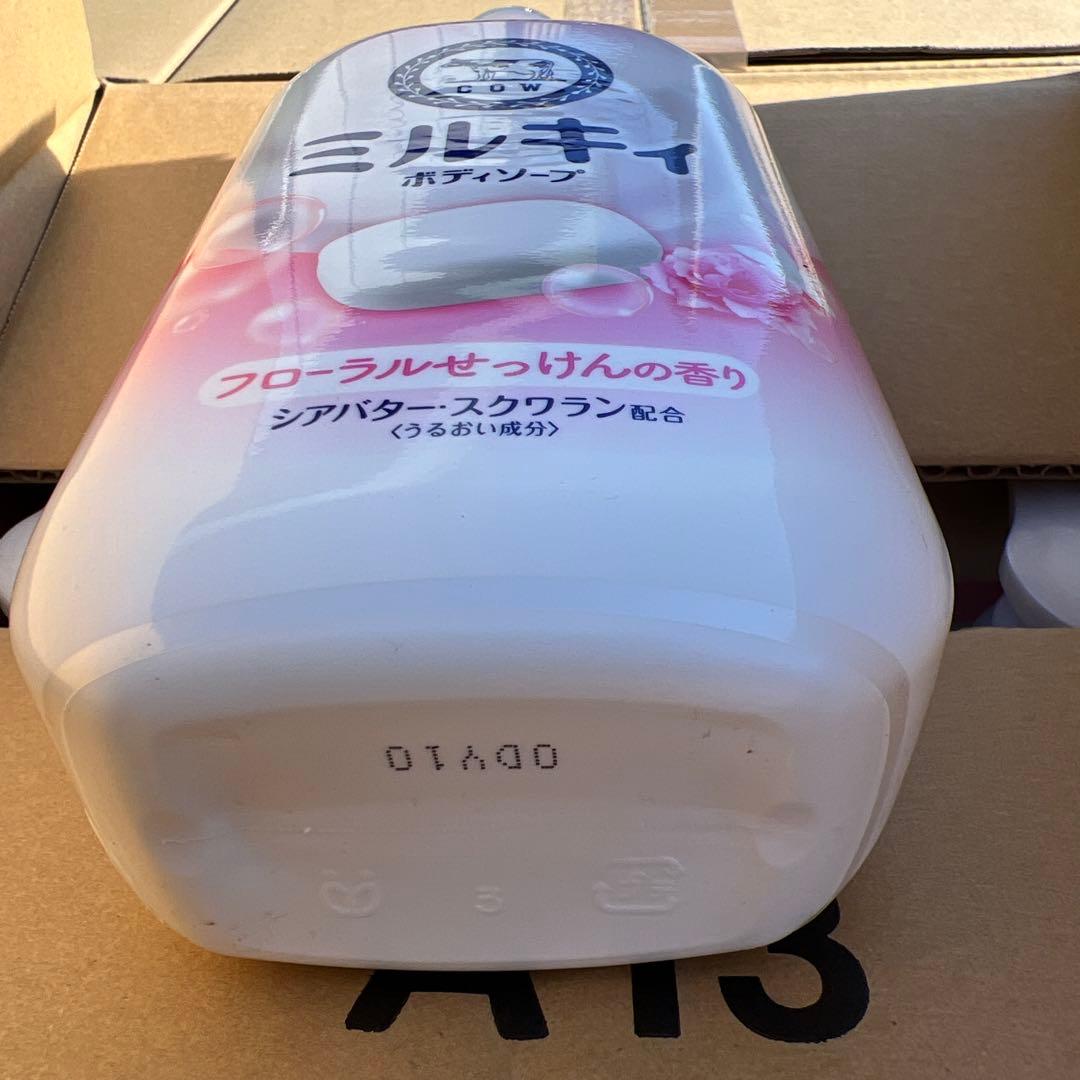 COW
ミルキィ
ボディソープ
フローラルせっけんの香り
シアバター・スクワラン配合
〈うるおい成分〉
0DY10
A13